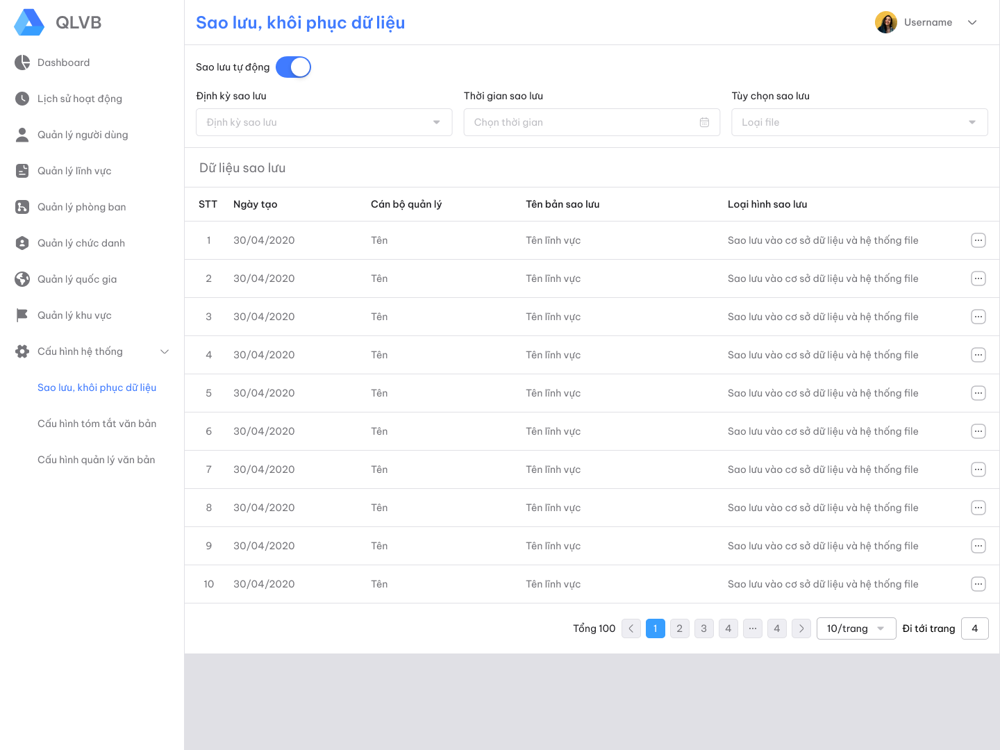 QLVB
Dashboard
Lịch sử hoạt động
Quản lý người dùng
Quản lý lĩnh vực
Quản lý phòng ban
Quản lý chức danh
Quản lý quốc gia
Quản lý khu vực
Cấu hình hệ thống
Sao lưu, khôi phục dữ liệu
Cấu hình tóm tắt văn bản
Cấu hình quản lý văn bản
Sao lưu, khôi phục dữ liệu
Username
Sao lưu tự động
Định kỳ sao lưu Thời gian sao lưu Tùy chọn sao lưu
Định kỳ sao lưu Chọn thời gian Loại file
Dữ liệu sao lưu
STT Ngày tạo Cán bộ quản lý Tên bản sao lưu Loại hình sao lưu
1 30/04/2020 Tên Tên lĩnh vực Sao lưu vào cơ sở dữ liệu và hệ thống file
2 30/04/2020 Tên Tên lĩnh vực Sao lưu vào cơ sở dữ liệu và hệ thống file
3 30/04/2020 Tên Tên lĩnh vực Sao lưu vào cơ sở dữ liệu và hệ thống file
4 30/04/2020 Tên Tên lĩnh vực Sao lưu vào cơ sở dữ liệu và hệ thống file
5 30/04/2020 Tên Tên lĩnh vực Sao lưu vào cơ sở dữ liệu và hệ thống file
6 30/04/2020 Tên Tên lĩnh vực Sao lưu vào cơ sở dữ liệu và hệ thống file
7 30/04/2020 Tên Tên lĩnh vực Sao lưu vào cơ sở dữ liệu và hệ thống file
8 30/04/2020 Tên Tên lĩnh vực Sao lưu vào cơ sở dữ liệu và hệ thống file
9 30/04/2020 Tên Tên lĩnh vực Sao lưu vào cơ sở dữ liệu và hệ thống file
10 30/04/2020 Tên Tên lĩnh vực Sao lưu vào cơ sở dữ liệu và hệ thống file
Tổng 100 1 2 3 4 ... 4 10/trang Đi tới trang 4